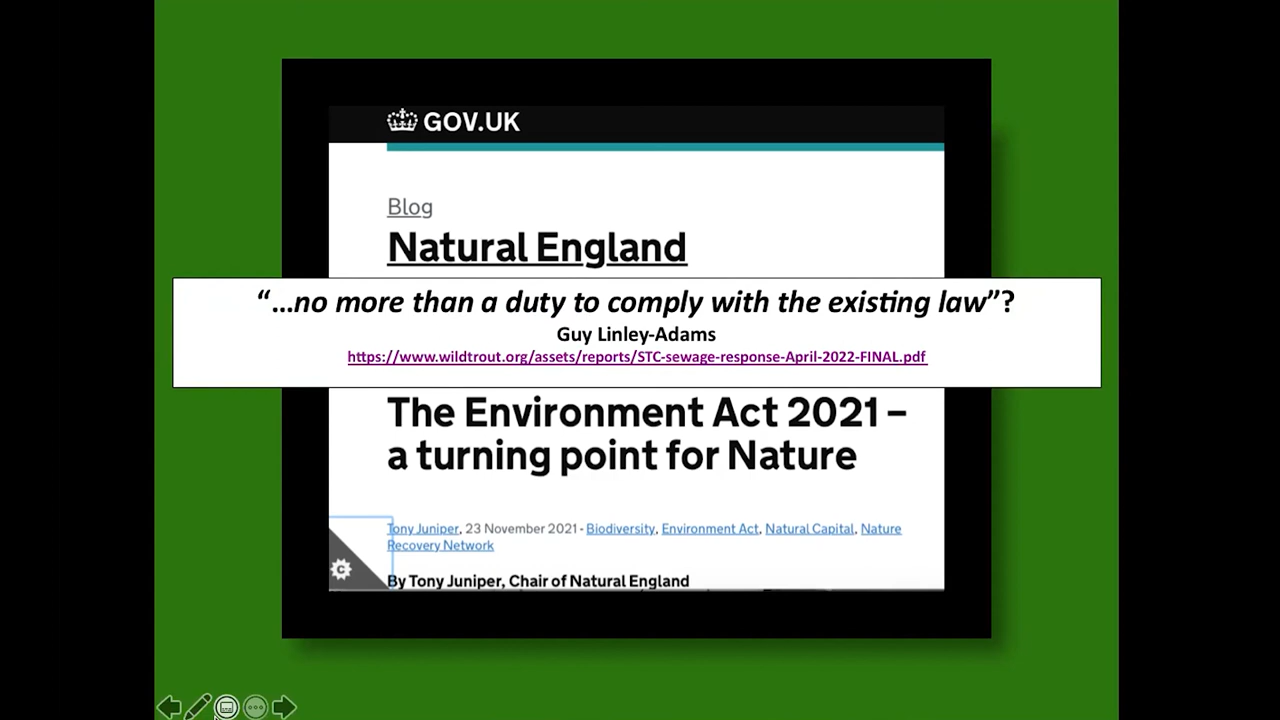 GOV.UK
Blog
Natural England
“…no more than a duty to comply with the existing law”?
Guy Linley-Adams
https://www.wildtrout.org/assets/reports/STC-sewage-response-April-2022-FINAL.pdf
The Environment Act 2021 –
a turning point for Nature
Tony Juniper, 23 November 2021 - Biodiversity, Environment Act, Natural Capital, Nature
Recovery Network
By Tony Juniper, Chair of Natural England